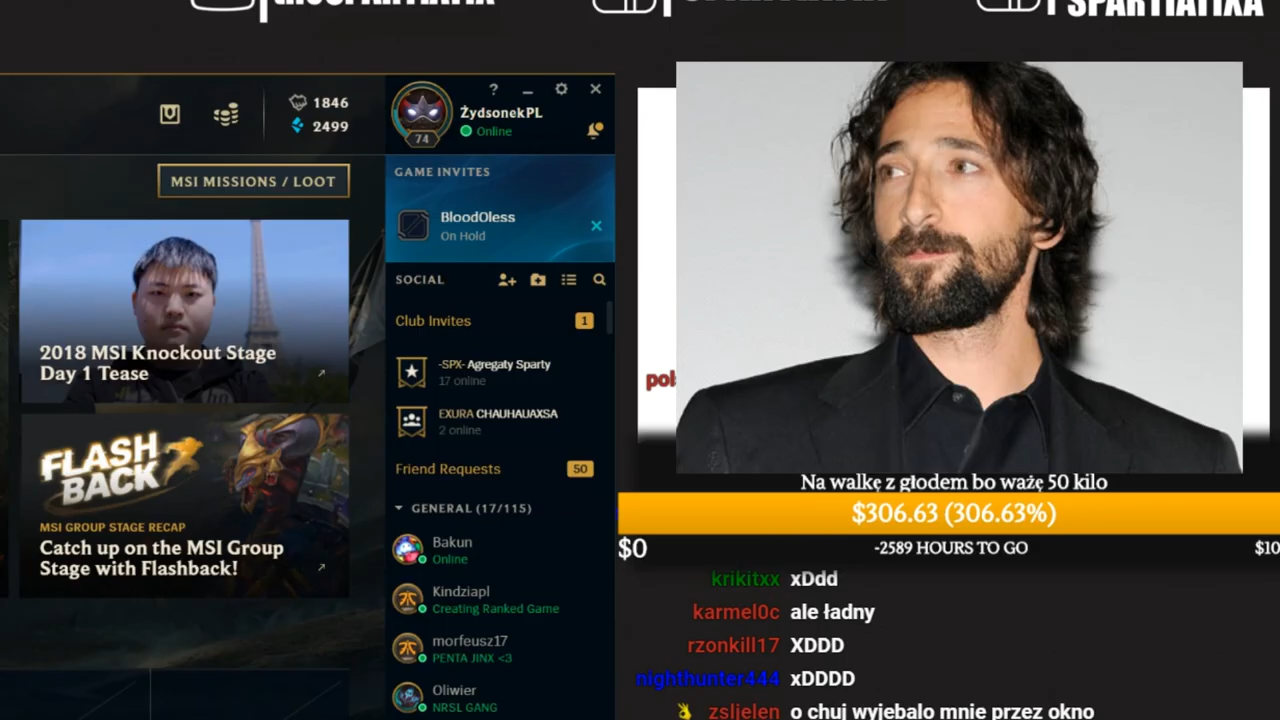 SPARTIATIXA
1846
2499
?
ŻydsonekPL
74
Online
MSI MISSIONS / LOOT
GAME INVITES
BloodOless
On Hold
SOCIAL
Club Invites
1
-SPX- Agregaty Sparty
17 online
EXURA CHAUHAUAXSA
2 online
Friend Requests
50
GENERAL (17/115)
Bakun
Online
Kindziapl
Creating Ranked Game
morfeusz17
PENTA JINX <3
Oliwier
NRSL GANG
2018 MSI Knockout Stage
Day 1 Tease
FLASH
BACK
MSI GROUP STAGE RECAP
Catch up on the MSI Group
Stage with Flashback!
Na walkę z głodem bo ważę 50 kilo
$306.63 (306.63%)
$0
-2589 HOURS TO GO
$10
krikitxx xDdd
karmel0c ale ładny
rzonkill17 XDDD
nighthunter444 xDDDD
zsljelen o chuj wyjebalo mnie przez okno